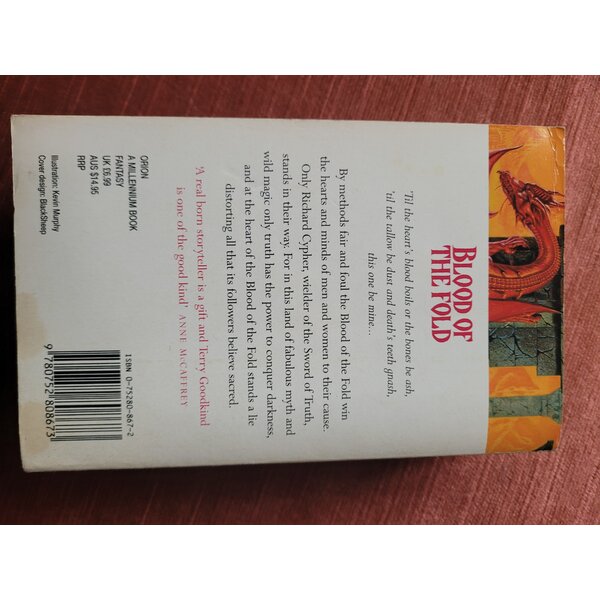 BLOOD OF
THE FOLD
'Til the heart's blood boils or the bones be ash,
'til the tallow be dust and death's teeth gnash,
this one be mine...
By methods fair and foul the Blood of the Fold win
the hearts and minds of men and women to their cause.
Only Richard Cypher, wielder of the Sword of Truth,
stands in their way. For in this land of fabulous myth and
wild magic only truth has the power to conquer darkness,
and at the heart of the Blood of the Fold stands a lie
distorting all that its followers believe sacred.
'A real born storyteller is a gift and Terry Goodkind
is one of the good kind' ANNE McCAFFREY
ORION
A MILLENNIUM BOOK
FANTASY
UK £6.99
AUS $14.95
RRP
Illustration: Kevin Murphy
Cover design: BlackSheep
ISBN 0-75280-867-2
9 780752 808673